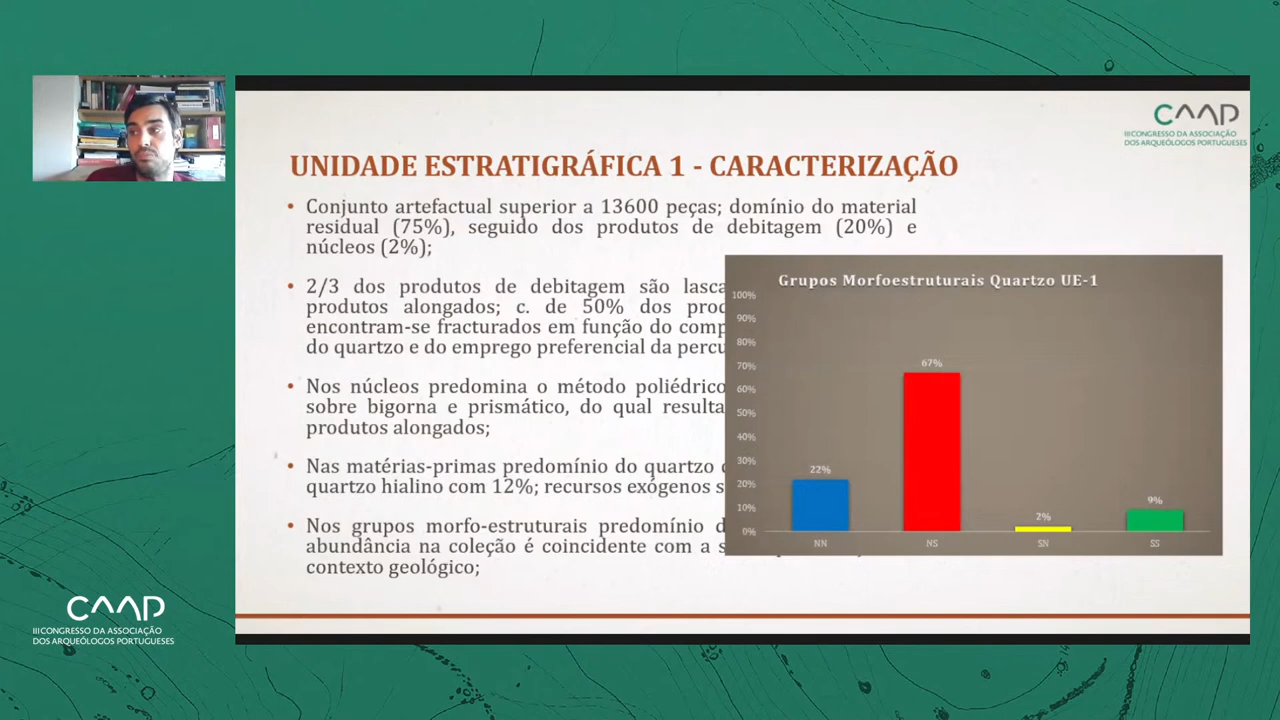 CAAP
III CONGRESSO DA ASSOCIAÇÃO
DOS ARQUEÓLOGOS PORTUGUESES
UNIDADE ESTRATIGRÁFICA 1 - CARACTERIZAÇÃO
• Conjunto artefactual superior a 13600 peças; domínio do material
residual (75%), seguido dos produtos de debitagem (20%) e
núcleos (2%);
• 2/3 dos produtos de debitagem são
produtos alongados; c. de 50% dos
encontram-se fracturados em função do
do quartzo e do emprego preferencial da
• Nos núcleos predomina o método poliédrico
sobre bigorna e prismático, do qual
produtos alongados;
• Nas matérias-primas predomínio do quartzo
quartzo hialino com 12%; recursos exógenos
• Nos grupos morfo-estruturais predomínio
abundância na coleção é coincidente com a
contexto geológico;
Grupos Morfoestruturais Quartzo UE-1
100%
90%
80%
70%
60%
50%
40%
30%
20%
10%
0%
22%
67%
2%
9%
NN NS SN SS
CAAP
III CONGRESSO DA ASSOCIAÇÃO
DOS ARQUEÓLOGOS PORTUGUESES